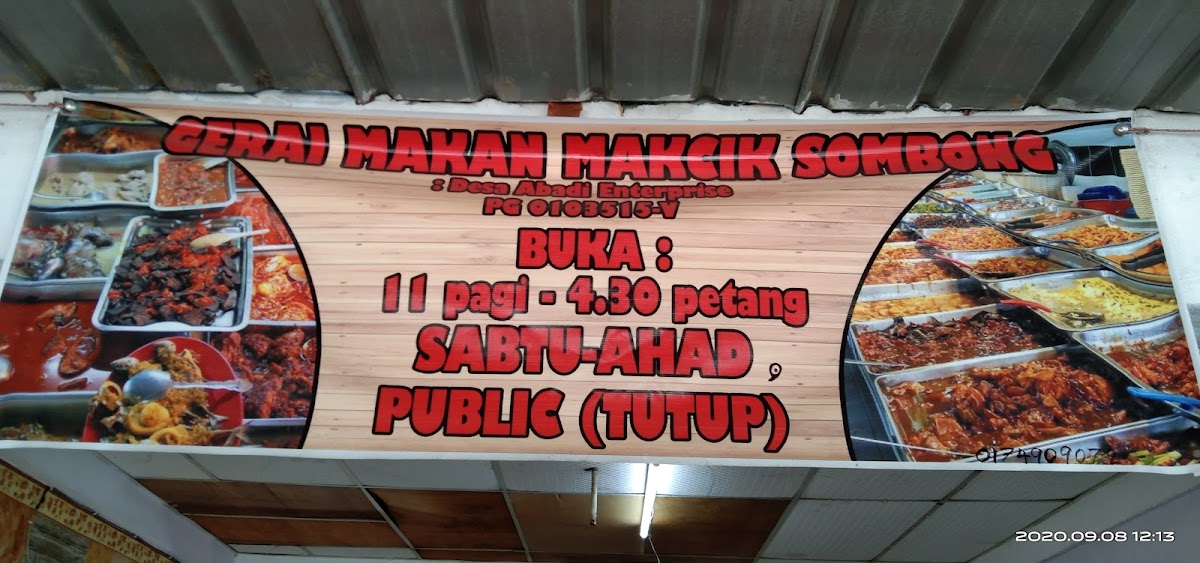 GERAI MAKAN MAKCIK SOMBONG
: Desa Abadi Enterprise
PG 0103515-V
BUKA :
11 pagi - 4.30 petang
SABTU-AHAD ,
PUBLIC (TUTUP)
2020.09.08 12:13